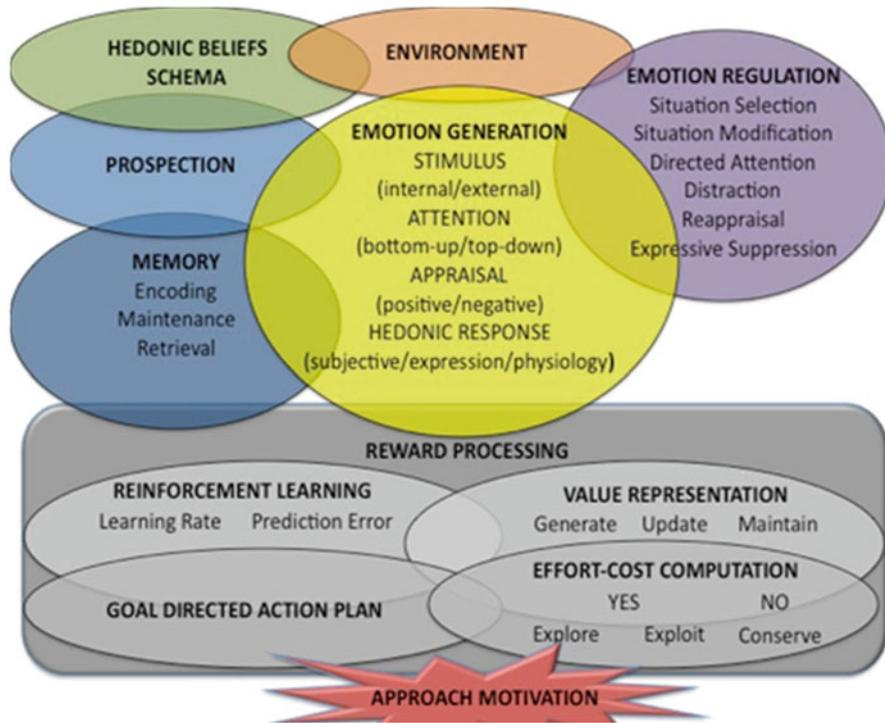 HEDONIC BELIEFS
SCHEMA
ENVIRONMENT
EMOTION REGULATION
Situation Selection
Situation Modification
Directed Attention
Distraction
Reappraisal
Expressive Suppression
PROSPECTION
EMOTION GENERATION
STIMULUS
(internal/external)
ATTENTION
(bottom-up/top-down)
APPRAISAL
(positive/negative)
HEDONIC RESPONSE
(subjective/expression/physiology)
MEMORY
Encoding
Maintenance
Retrieval
REWARD PROCESSING
REINFORCEMENT LEARNING
Learning Rate Prediction Error
VALUE REPRESENTATION
Generate Update Maintain
GOAL DIRECTED ACTION PLAN
EFFORT-COST COMPUTATION
YES NO
Explore Exploit Conserve
APPROACH MOTIVATION